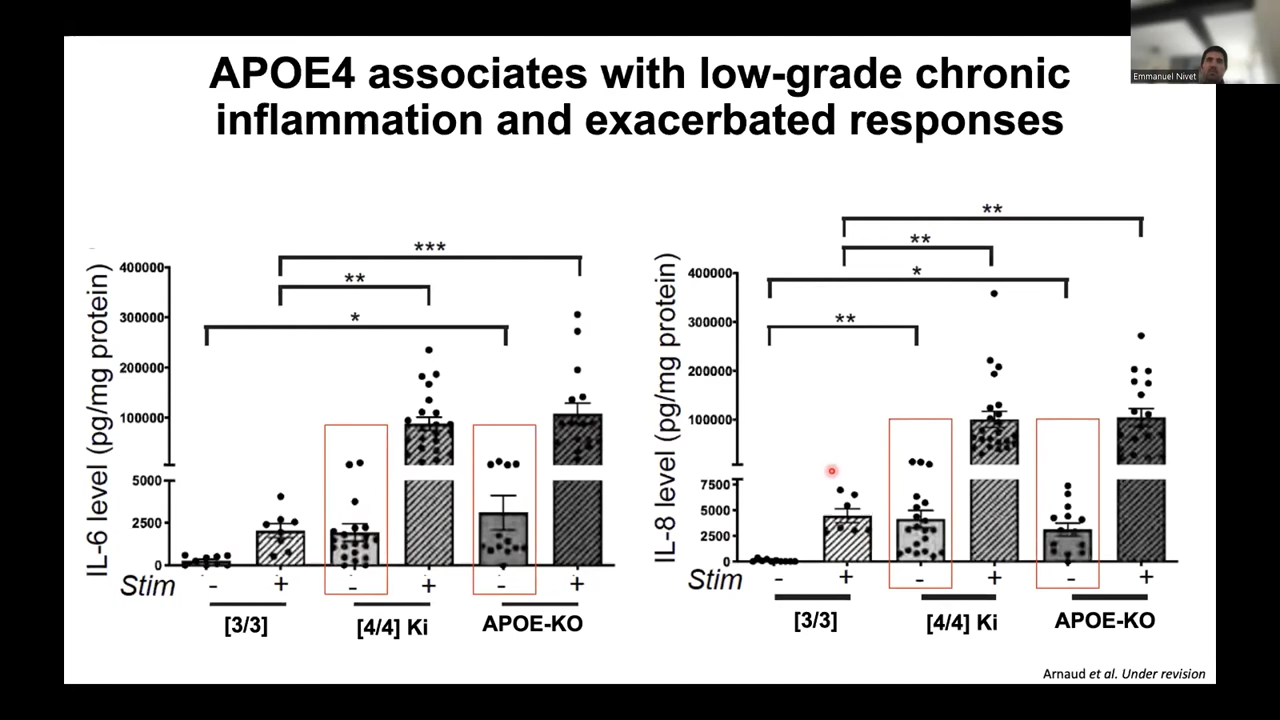 Emmanuel Nivet
APOE4 associates with low-grade chronic
inflammation and exacerbated responses
IL-6 level (pg/mg protein)
400000
300000
200000
100000
5000
2500
0
***
**
*
Stim
- + - + - +
[3/3] [4/4] Ki APOE-KO
IL-8 level (pg/mg protein)
400000
300000
200000
100000
7500
5000
2500
0
**
**
*
**
Stim
- + - + - +
[3/3] [4/4] Ki APOE-KO
Arnaud et al. Under revision